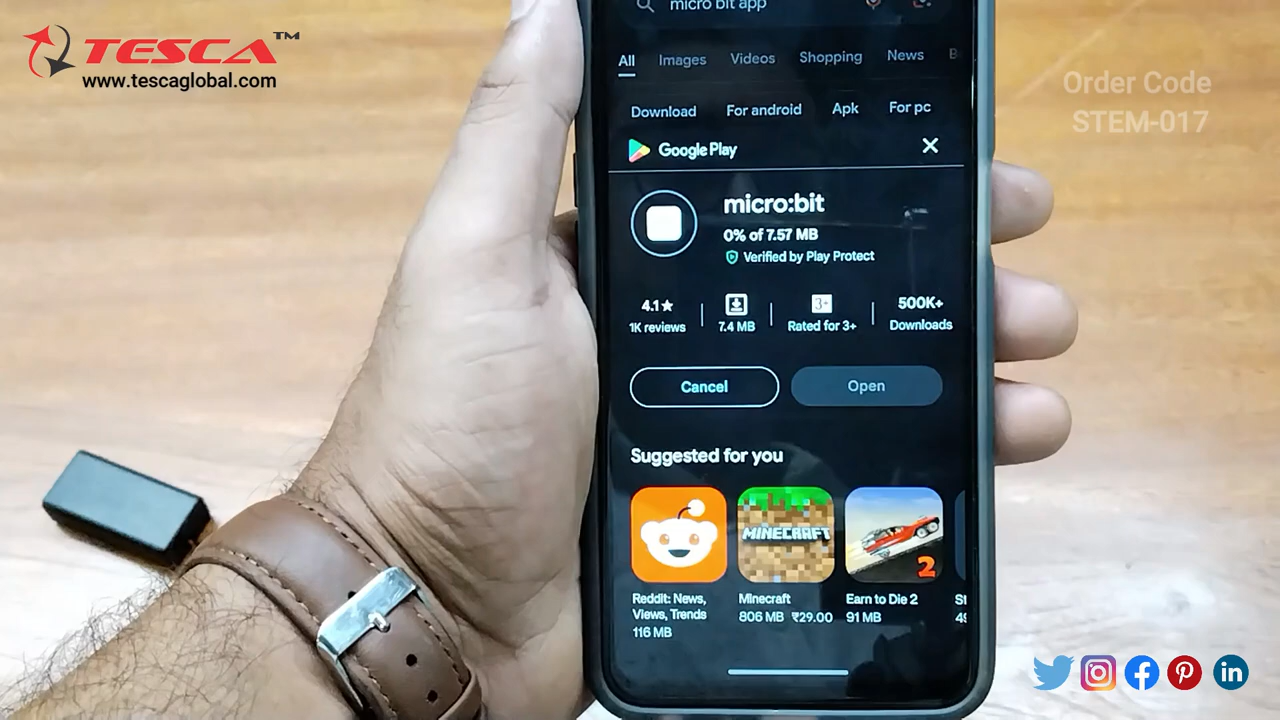 TESCA™
www.tescaglobal.com
Order Code
STEM-017
micro bit app
All Images Videos Shopping News
Download For android Apk For pc
Google Play
micro:bit
0% of 7.57 MB
Verified by Play Protect
4.1★ 3+ 500K+
1K reviews 7.4 MB Rated for 3+ Downloads
Cancel Open
Suggested for you
MINECRAFT
2
Reddit: News, Minecraft Earn to Die 2 St
Views, Trends 806 MB ₹29.00 91 MB
116 MB